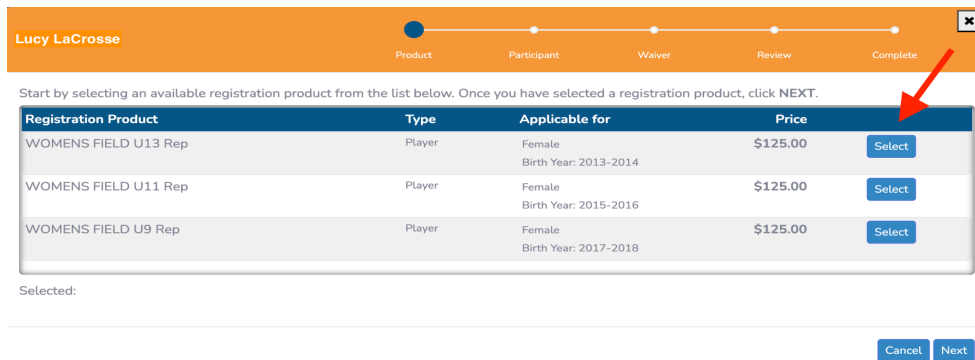 Lucy LaCrosse
Product Participant Waiver Review Complete
Start by selecting an available registration product from the list below. Once you have selected a registration product, click NEXT.
Registration Product Type Applicable for Price
WOMENS FIELD U13 Rep Player Female $125.00 Select
Birth Year: 2013-2014
WOMENS FIELD U11 Rep Player Female $125.00 Select
Birth Year: 2015-2016
WOMENS FIELD U9 Rep Player Female $125.00 Select
Birth Year: 2017-2018
Selected:
Cancel Next